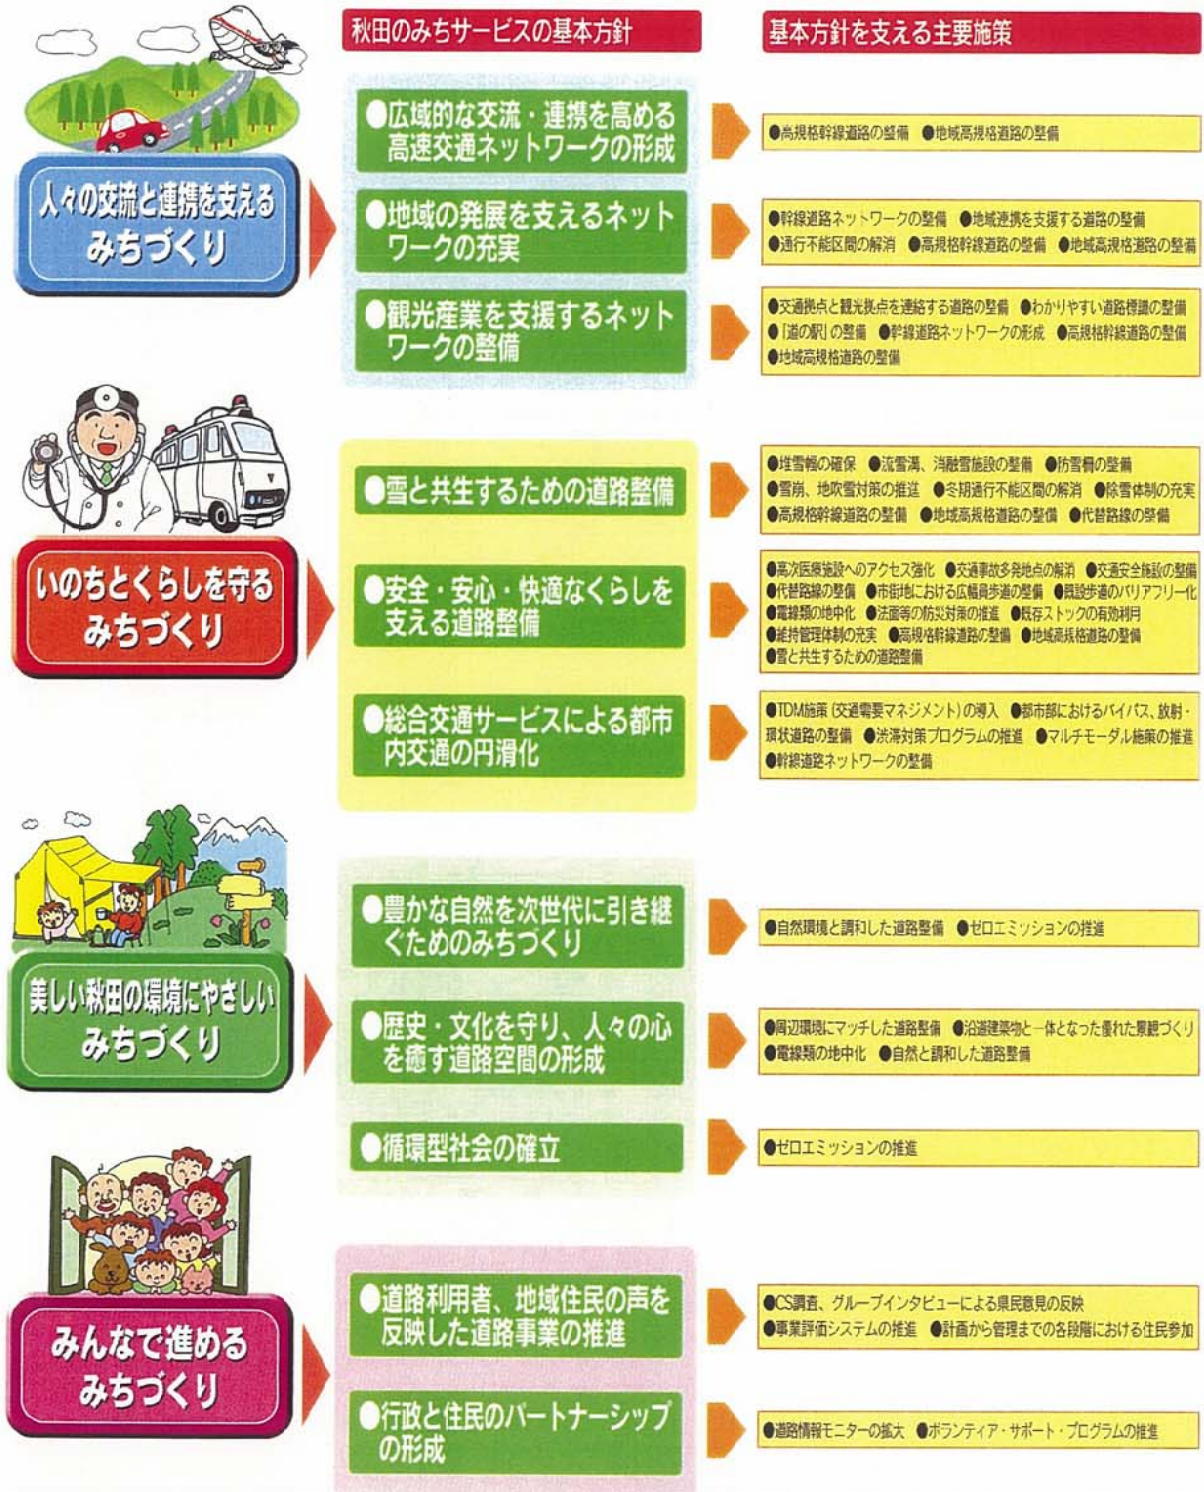 秋田のみちサービスの基本方針
基本方針を支える主要施策
人々の交流と連携を支える
みちづくり
●広域的な交流・連携を高める
高速交通ネットワークの形成
●高規格幹線道路の整備 ●地域高規格道路の整備
●地域の発展を支えるネット
ワークの充実
●幹線道路ネットワークの整備 ●地域連携を支援する道路の整備
●通行不能区間の解消 ●高規格幹線道路の整備 ●地域高規格道路の整備
●観光産業を支援するネット
ワークの整備
●交通拠点と観光拠点を連絡する道路の整備 ●わかりやすい道路標識の整備
●「道の駅」の整備 ●幹線道路ネットワークの形成 ●高規格幹線道路の整備
●地域高規格道路の整備
いのちとくらしを守る
みちづくり
●雪と共生するための道路整備
●堆雪幅の確保 ●流雪溝、消融雪施設の整備 ●防雪柵の整備
●雪崩、地吹雪対策の推進 ●冬期通行不能区間の解消 ●除雪体制の充実
●高規格幹線道路の整備 ●地域高規格道路の整備 ●代替路線の整備
●安全・安心・快適なくらしを
支える道路整備
●高次医療施設へのアクセス強化 ●交通事故多発地点の解消 ●交通安全施設の整備
●代替路線の整備 ●市街地における広幅員歩道の整備 ●既設歩道のバリアフリー化
●電線類の地中化 ●法面等の防災対策の推進 ●既存ストックの有効利用
●維持管理体制の充実 ●高規格幹線道路の整備 ●地域高規格道路の整備
●雪と共生するための道路整備
●総合交通サービスによる都市
内交通の円滑化
●TDM施策（交通需要マネジメント）の導入 ●都市部におけるバイパス、放射・
環状道路の整備 ●渋滞対策プログラムの推進 ●マルチモーダル施策の推進
●幹線道路ネットワークの整備
美しい秋田の環境にやさしい
みちづくり
●豊かな自然を次世代に引き継
ぐためのみちづくり
●自然環境と調和した道路整備 ●ゼロエミッションの推進
●歴史・文化を守り、人々の心
を癒す道路空間の形成
●周辺環境にマッチした道路整備 ●沿道建築物と一体となった優れた景観づくり
●電線類の地中化 ●自然と調和した道路整備
●循環型社会の確立
●ゼロエミッションの推進
みんなで進める
みちづくり
●道路利用者、地域住民の声を
反映した道路事業の推進
●CS調査、グループインタビューによる県民意見の反映
●事業評価システムの推進 ●計画から管理までの各段階における住民参加
●行政と住民のパートナーシップ
の形成
●道路情報モニターの拡大 ●ボランティア・サポート・プログラムの推進